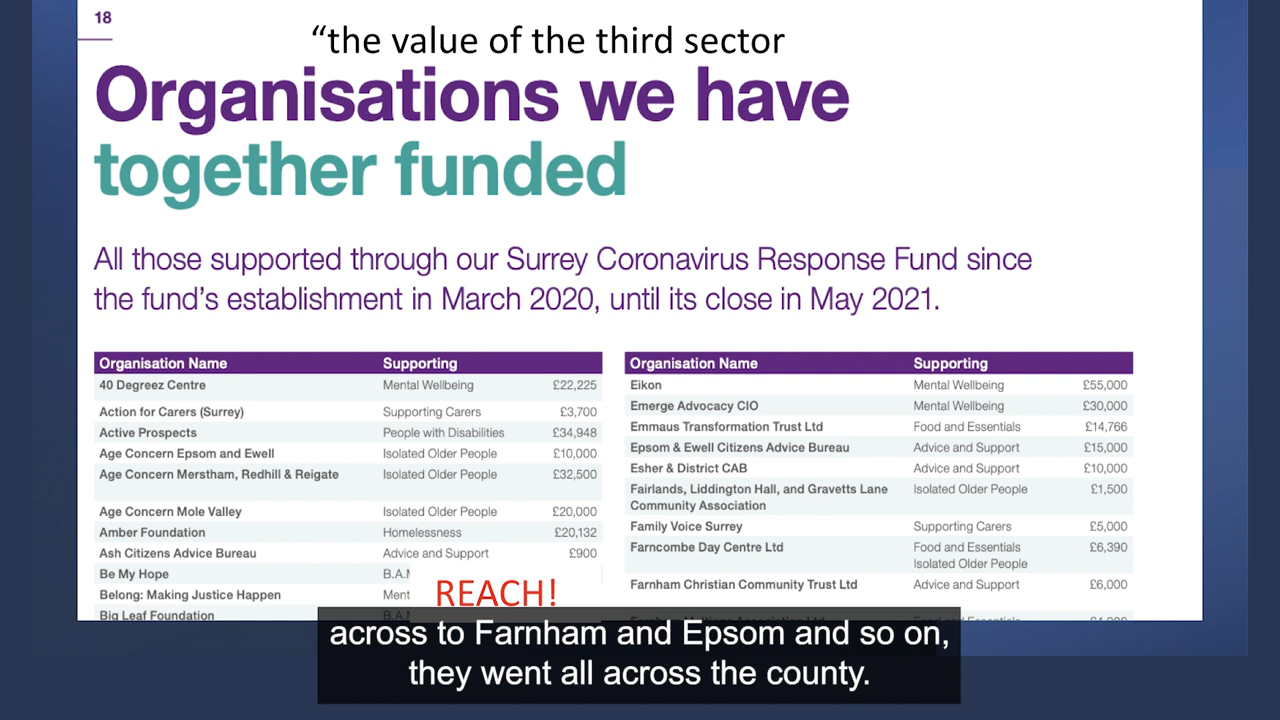 18
“the value of the third sector
Organisations we have
together funded
All those supported through our Surrey Coronavirus Response Fund since
the fund’s establishment in March 2020, until its close in May 2021.
Organisation Name Supporting
40 Degreez Centre Mental Wellbeing £22,225
Action for Carers (Surrey) Supporting Carers £3,700
Active Prospects People with Disabilities £34,948
Age Concern Epsom and Ewell Isolated Older People £10,000
Age Concern Merstham, Redhill & Reigate Isolated Older People £32,500
Age Concern Mole Valley Isolated Older People £20,000
Amber Foundation Homelessness £20,132
Ash Citizens Advice Bureau Advice and Support £900
Be My Hope
Belong: Making Justice Happen
Big Leaf Foundation
Organisation Name Supporting
Eikon Mental Wellbeing £55,000
Emerge Advocacy CIO Mental Wellbeing £30,000
Emmaus Transformation Trust Ltd Food and Essentials £14,766
Epsom & Ewell Citizens Advice Bureau Advice and Support £15,000
Esher & District CAB Advice and Support £10,000
Fairlands, Liddington Hall, and Gravetts Lane Isolated Older People £1,500
Community Association
Family Voice Surrey Supporting Carers £5,000
Farncombe Day Centre Ltd Food and Essentials £6,390
Isolated Older People
Farnham Christian Community Trust Ltd Advice and Support £6,000
REACH!
across to Farnham and Epsom and so on,
they went all across the county.